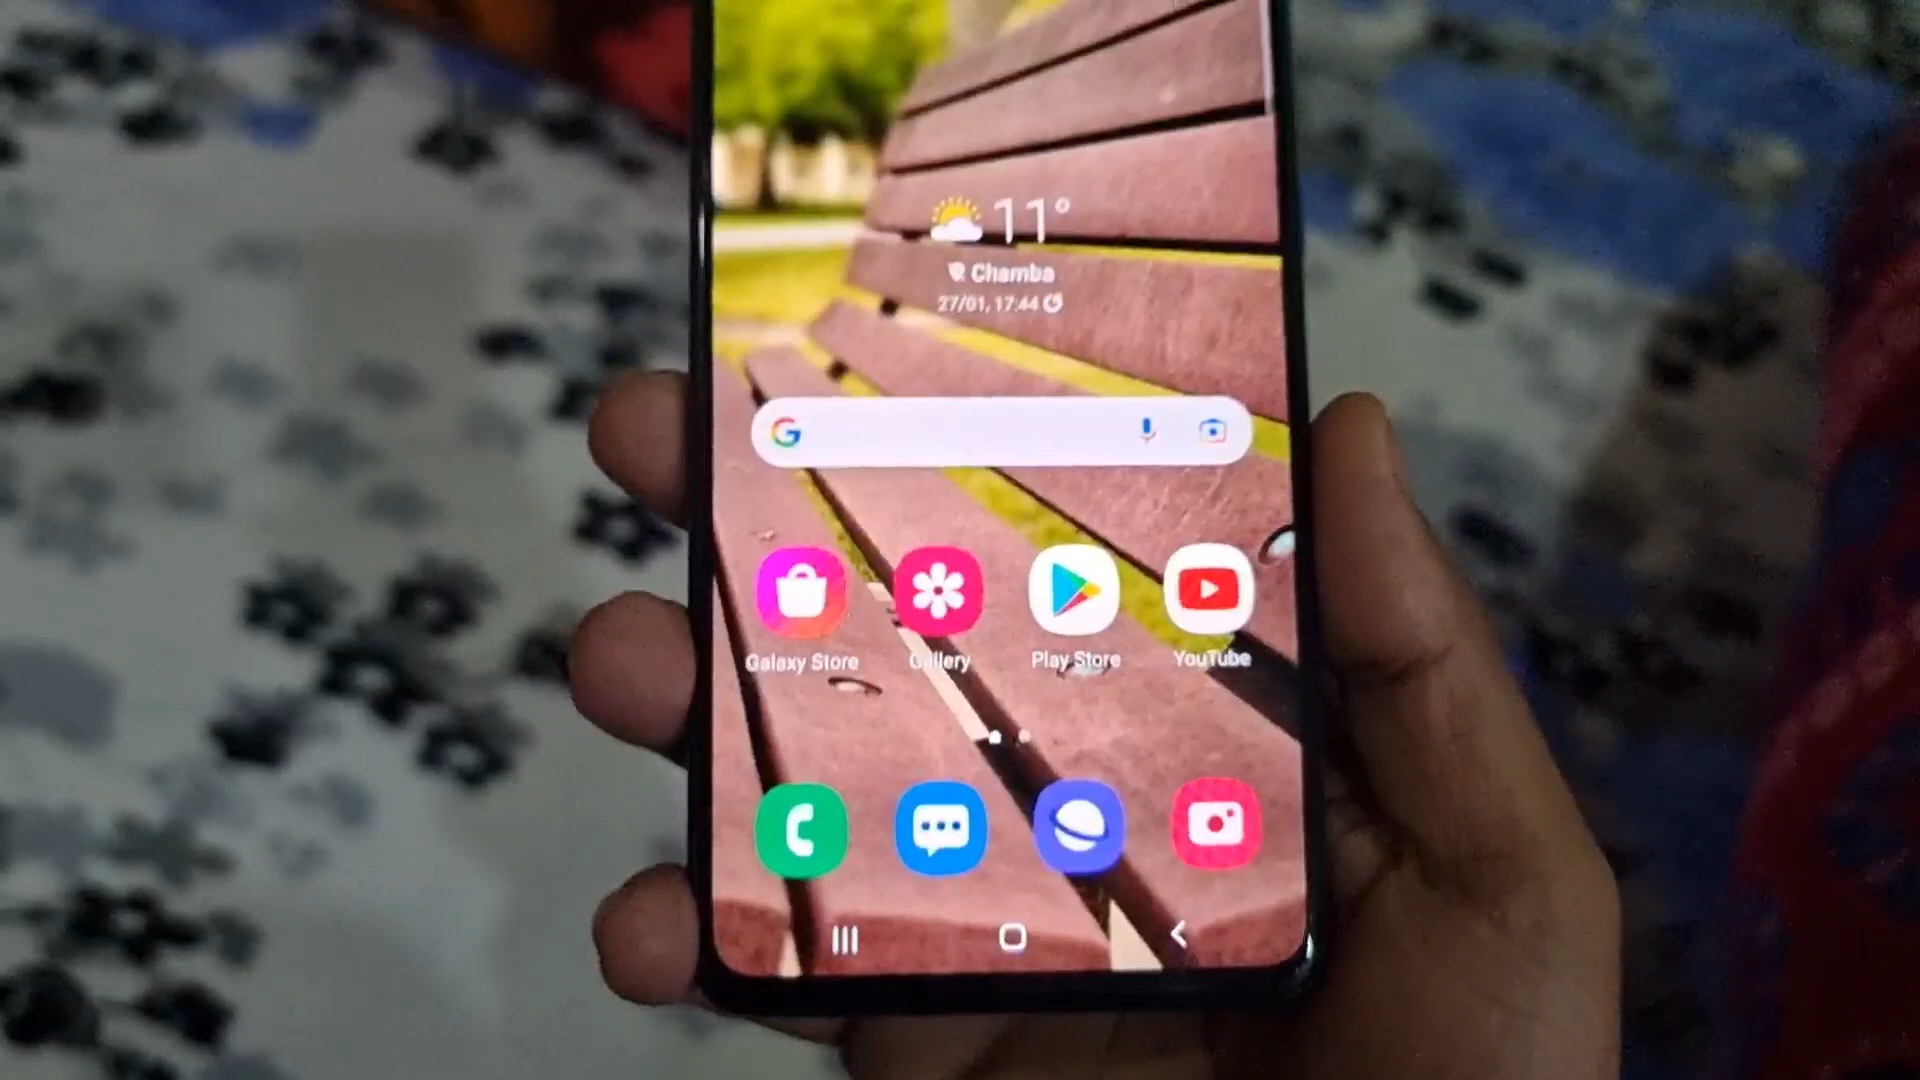 11°
Chamba
27/01, 17:44
G
Galaxy Store
Gallery
Play Store
YouTube